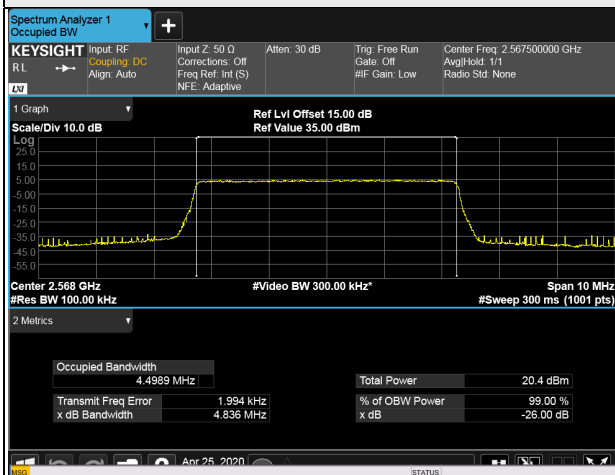 Spectrum Analyzer 1
Occupied BW
+
KEYSIGHT
RL
LXI
Input: RF
Coupling: DC
Align: Auto
Input Z: 50 Ω
Corrections: Off
Freq Ref: Int (S)
NFE: Adaptive
Atten: 30 dB
Trig: Free Run
Gate: Off
#IF Gain: Low
Center Freq: 2.567500000 GHz
Avg|Hold: 1/1
Radio Std: None
1 Graph
Scale/Div 10.0 dB
Ref Lvl Offset 15.00 dB
Ref Value 35.00 dBm
Log
25.0
15.0
5.00
-5.00
-15.0
-25.0
-35.0
-45.0
-55.0
Center 2.568 GHz
#Res BW 100.00 kHz
#Video BW 300.00 kHz*
Span 10 MHz
#Sweep 300 ms (1001 pts)
2 Metrics
Occupied Bandwidth
4.4989 MHz
Total Power 20.4 dBm
Transmit Freq Error 1.994 kHz
% of OBW Power 99.00 %
x dB Bandwidth 4.836 MHz
x dB -26.00 dB
Apr 25, 2020
MSG
STATUS